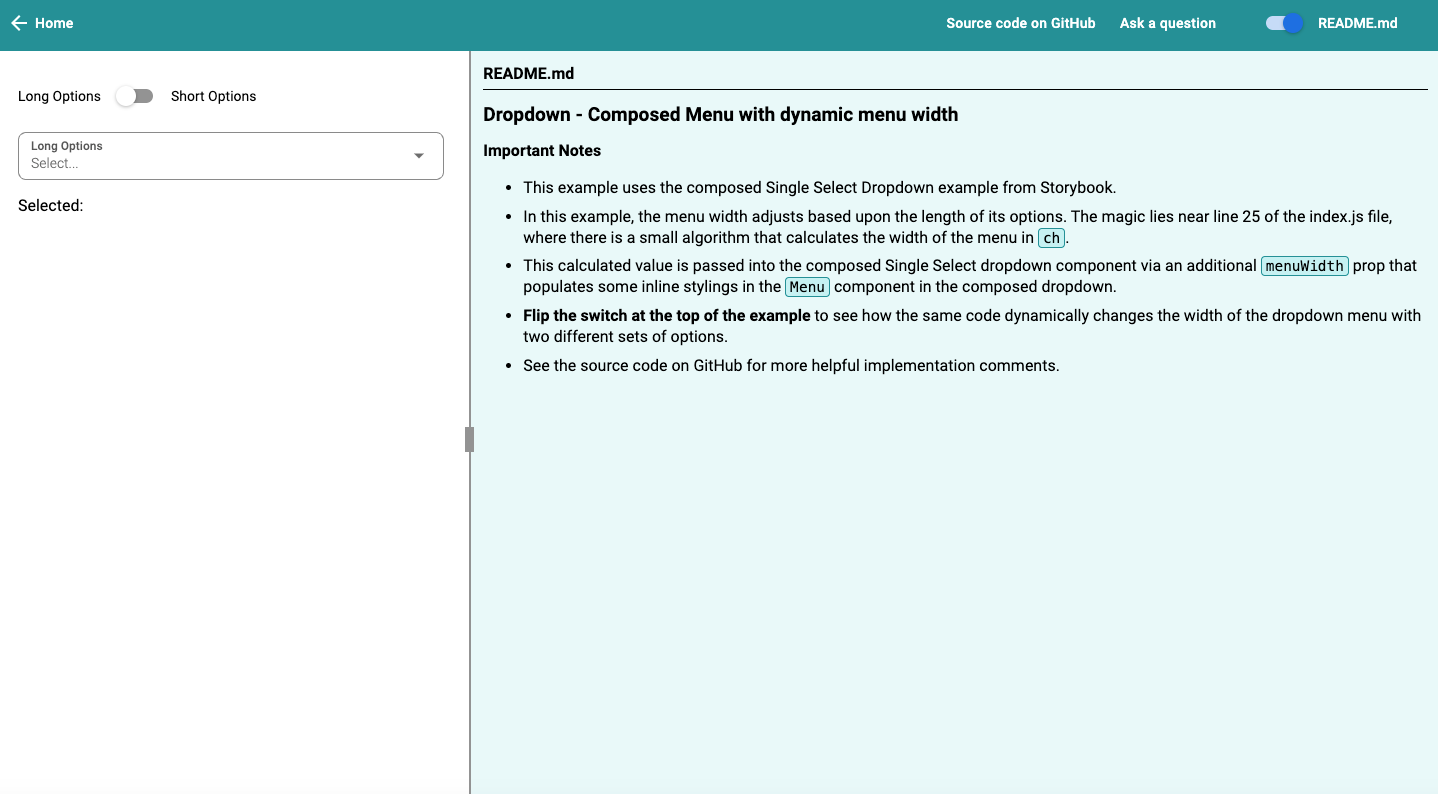 Home
Source code on GitHub Ask a question README.md
Long Options Short Options
Long Options
Select...
Selected:
README.md
Dropdown - Composed Menu with dynamic menu width
Important Notes
• This example uses the composed Single Select Dropdown example from Storybook.
• In this example, the menu width adjusts based upon the length of its options. The magic lies near line 25 of the index.js file,
where there is a small algorithm that calculates the width of the menu in ch.
• This calculated value is passed into the composed Single Select dropdown component via an additional menuWidth prop that
populates some inline stylings in the Menu component in the composed dropdown.
• Flip the switch at the top of the example to see how the same code dynamically changes the width of the dropdown menu with
two different sets of options.
• See the source code on GitHub for more helpful implementation comments.